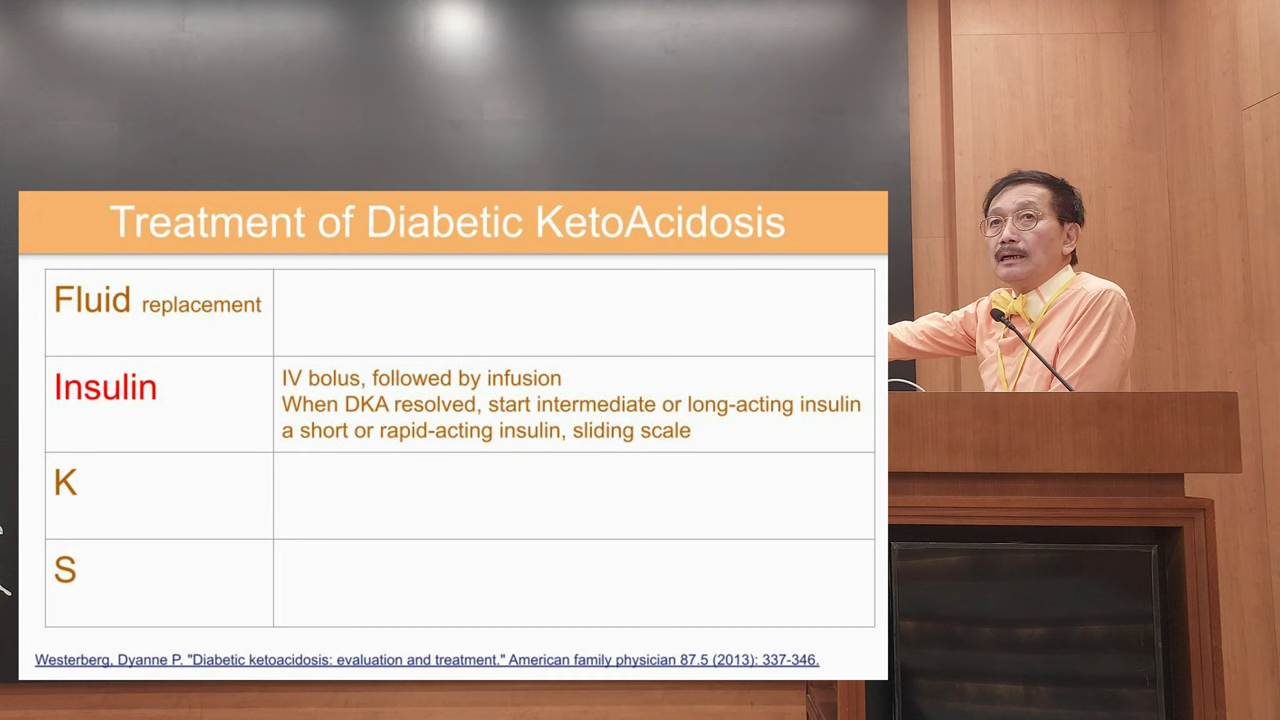 Treatment of Diabetic KetoAcidosis
Fluid replacement
Insulin
IV bolus, followed by infusion
When DKA resolved, start intermediate or long-acting insulin
a short or rapid-acting insulin, sliding scale
K
S
Westerberg, Dyanne P. "Diabetic ketoacidosis: evaluation and treatment." American family physician 87.5 (2013): 337-346.